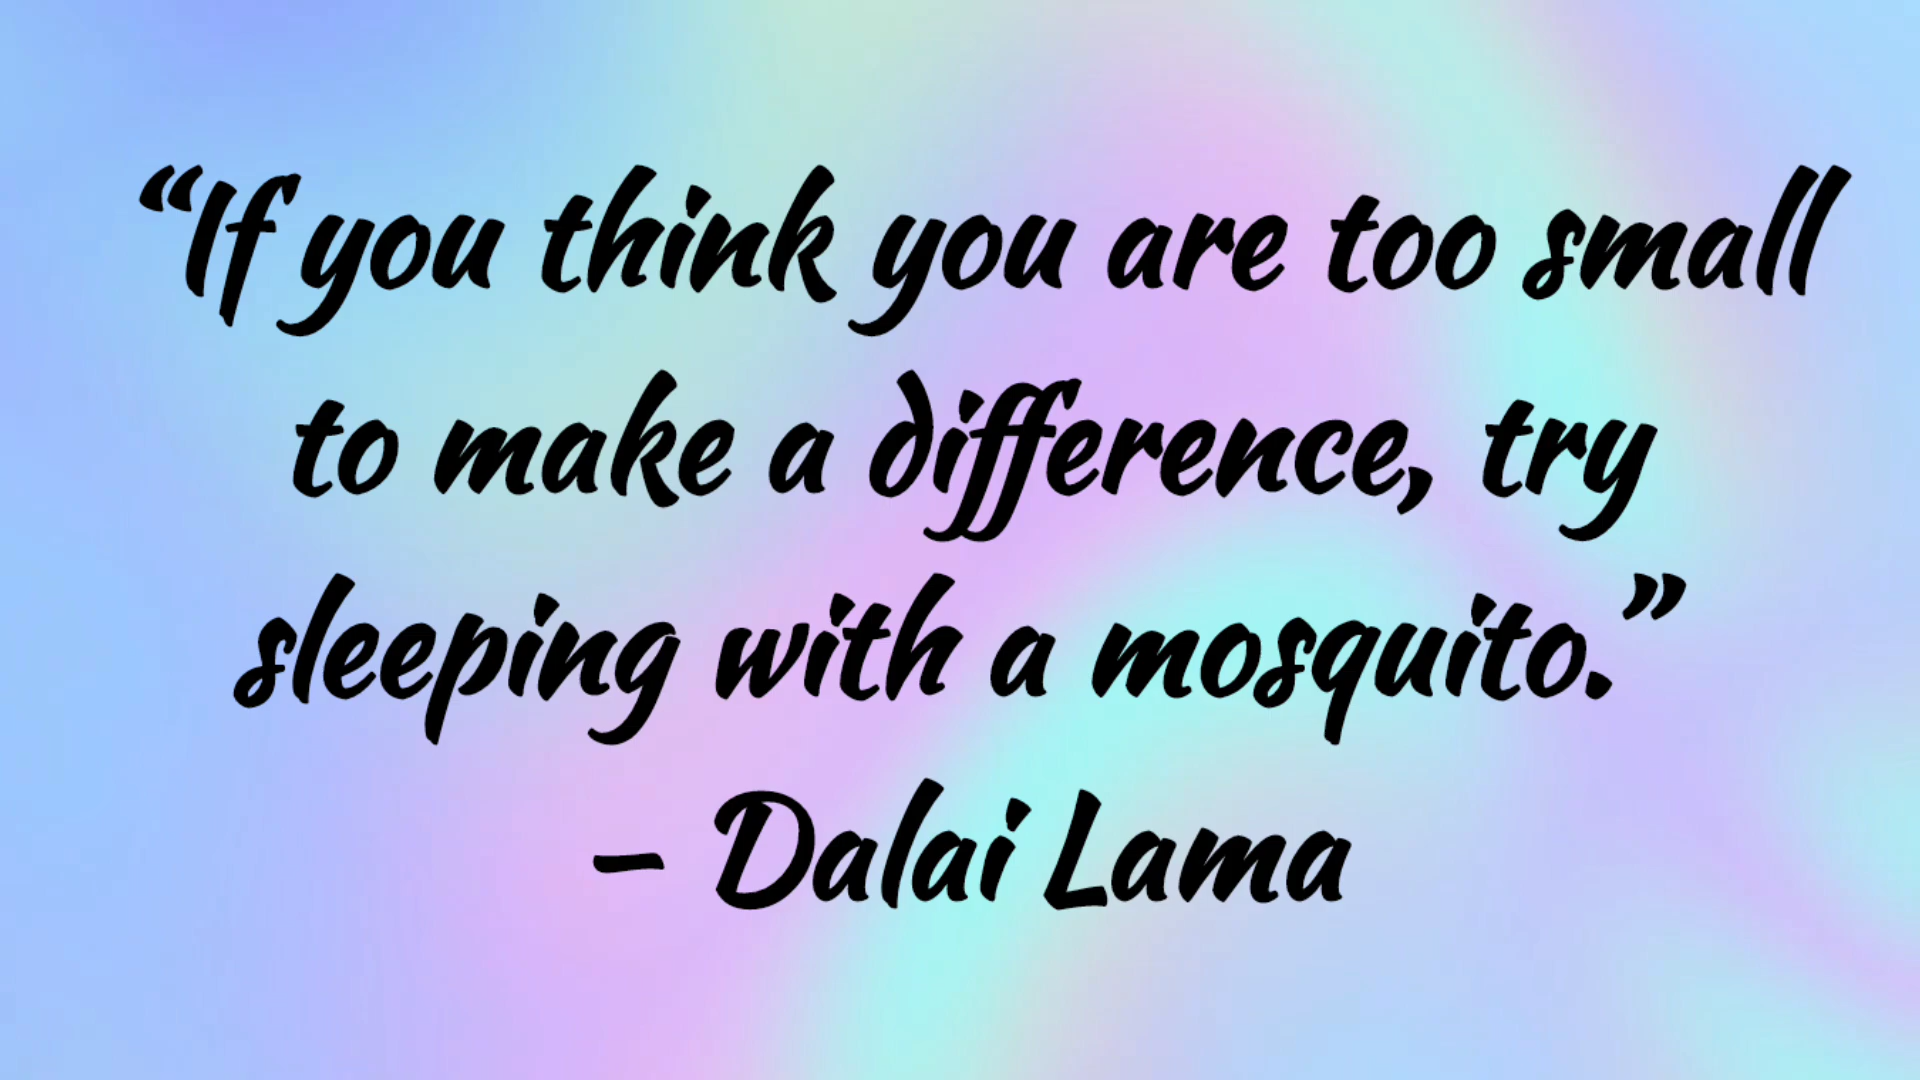 “If you think you are too small
to make a difference, try
sleeping with a mosquito.”
– Dalai Lama